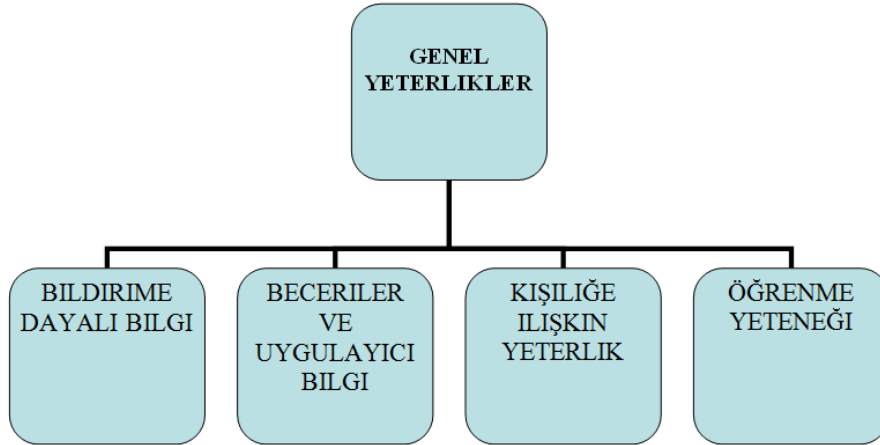 GENEL
YETERLIKLER
BILDIRIME
DAYALI BILGI
BECERILER
VE
UYGULAYICI
BILGI
KIŞILIĞE
ILIŞKIN
YETERLIK
ÖĞRENME
YETENEĞI